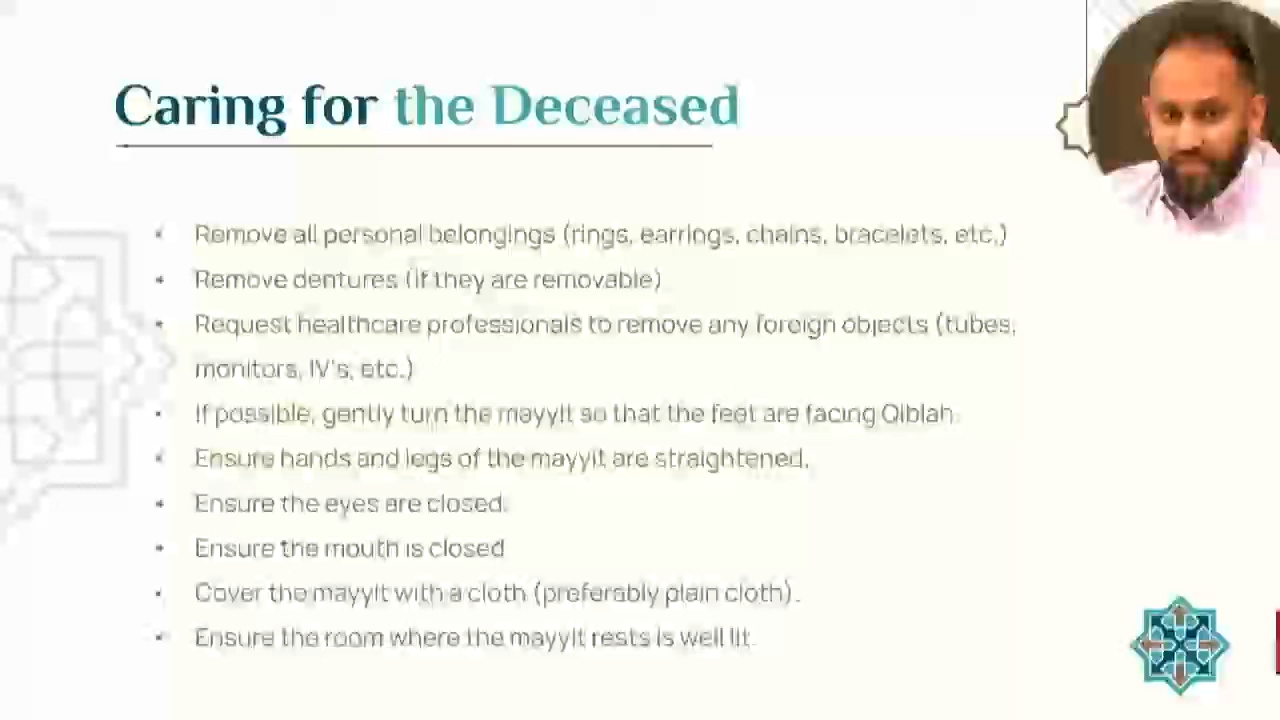 Caring for the Deceased
• Remove all personal belongings (rings, earrings, chains, bracelets, etc.)
• Remove dentures (if they are removable)
• Request healthcare professionals to remove any foreign objects (tubes,
monitors, IV's, etc.)
• If possible, gently turn the mayyit so that the feet are facing Qiblah.
• Ensure hands and legs of the mayyit are straightened.
• Ensure the eyes are closed.
• Ensure the mouth is closed
• Cover the mayyit with a cloth (preferably plain cloth).
• Ensure the room where the mayyit rests is well lit.